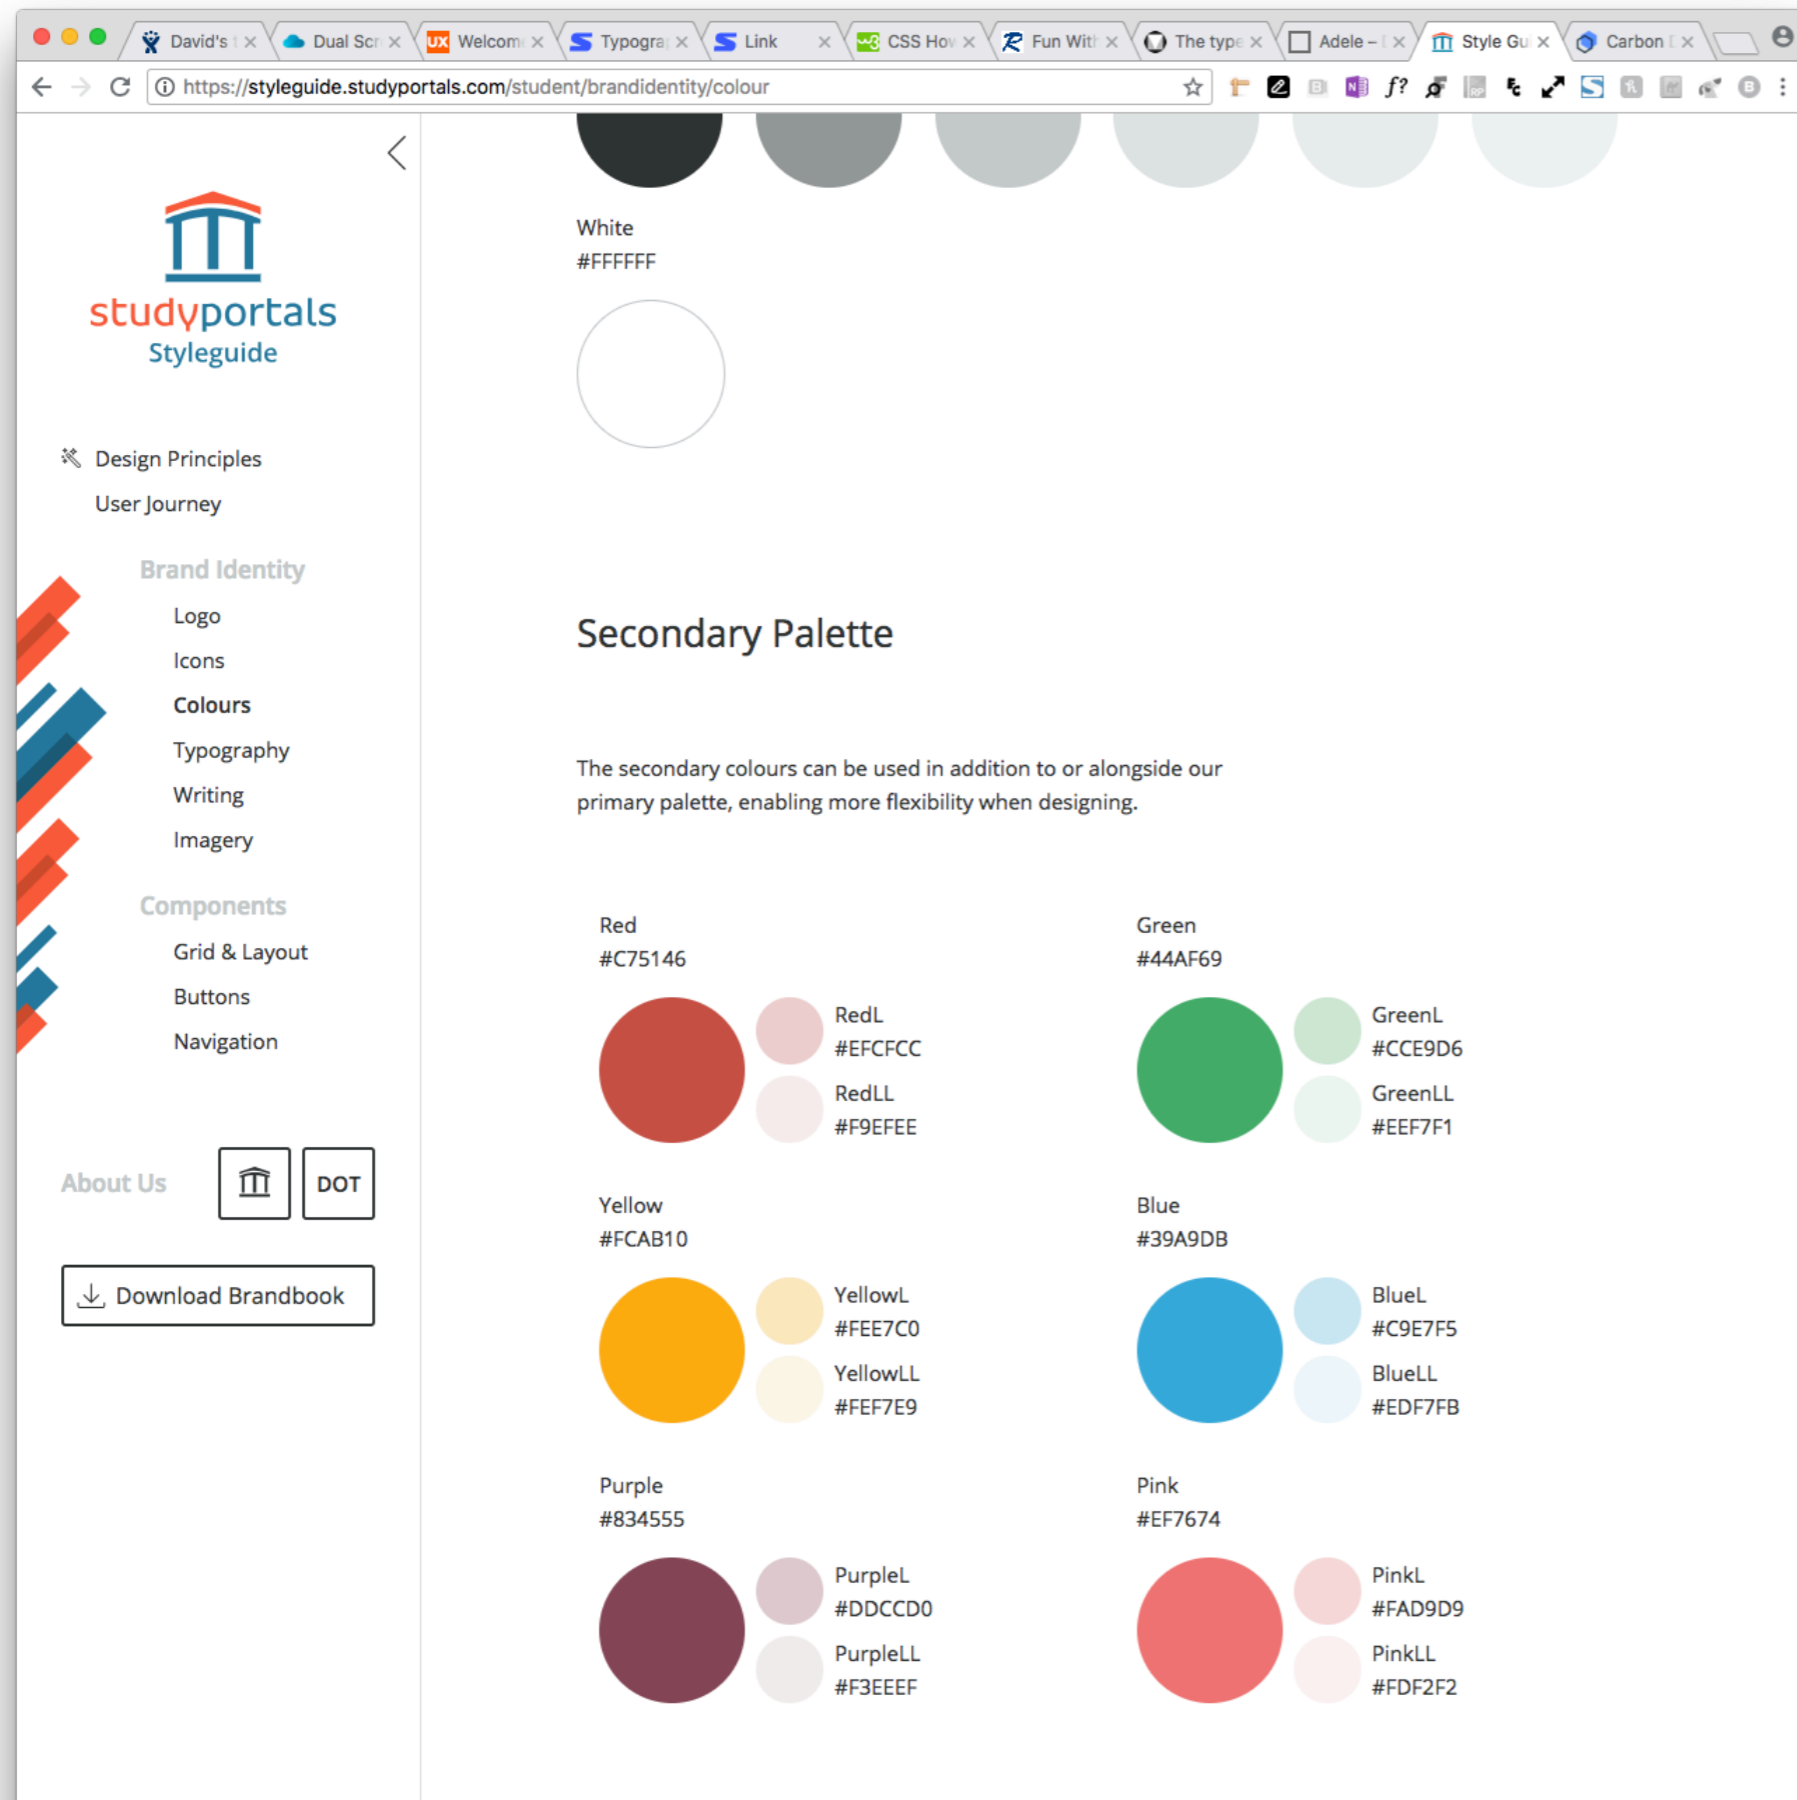 David's
Dual Scr
Welcom
Typogra
Link
CSS How
Fun With
The type
Adele –
Style Gu
Carbon
https://styleguide.studyportals.com/student/brandidentity/colour
studyportals
Styleguide
Design Principles
User Journey
Brand Identity
Logo
Icons
Colours
Typography
Writing
Imagery
Components
Grid & Layout
Buttons
Navigation
About Us
DOT
Download Brandbook
White
#FFFFFF
Secondary Palette
The secondary colours can be used in addition to or alongside our
primary palette, enabling more flexibility when designing.
Red
#C75146
RedL
#EFCFCC
RedLL
#F9EFEE
Green
#44AF69
GreenL
#CCE9D6
GreenLL
#EEF7F1
Yellow
#FCAB10
YellowL
#FEE7C0
YellowLL
#FEF7E9
Blue
#39A9DB
BlueL
#C9E7F5
BlueLL
#EDF7FB
Purple
#834555
PurpleL
#DDCCD0
PurpleLL
#F3EEEF
Pink
#EF7674
PinkL
#FAD9D9
PinkLL
#FDF2F2